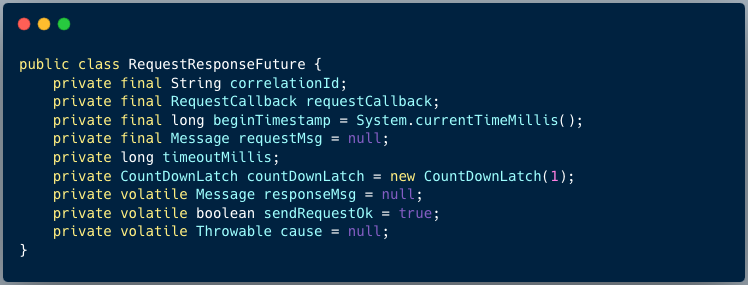 public class RequestResponseFuture {
    private final String correlationId;
    private final RequestCallback requestCallback;
    private final long beginTimestamp = System.currentTimeMillis();
    private final Message requestMsg = null;
    private long timeoutMillis;
    private CountDownLatch countDownLatch = new CountDownLatch(1);
    private volatile Message responseMsg = null;
    private volatile boolean sendRequestOk = true;
    private volatile Throwable cause = null;
}